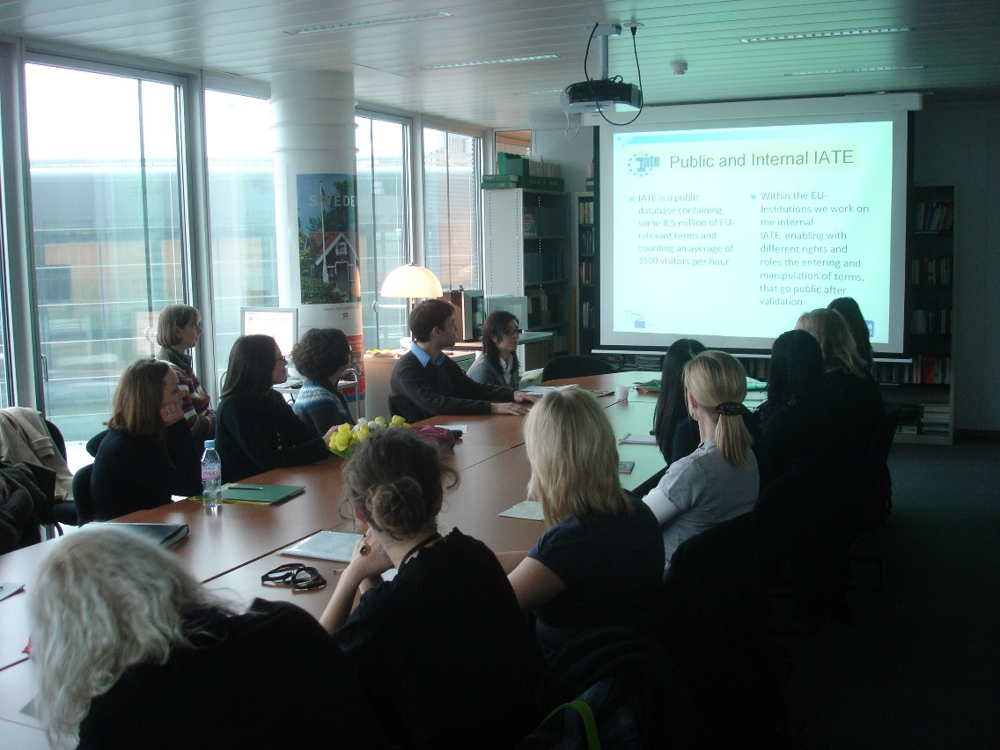 SWEDE
iate
Public and Internal IATE
IATE is a public
database containing
some 8,5 million of EU-
relevant terms and
counting an average of
3500 visitors per hour
Within the EU-
Institutions we work on
the internal
IATE enabling with
different rights and
roles the entering and
manipulation of terms,
that go public after
validation
evian